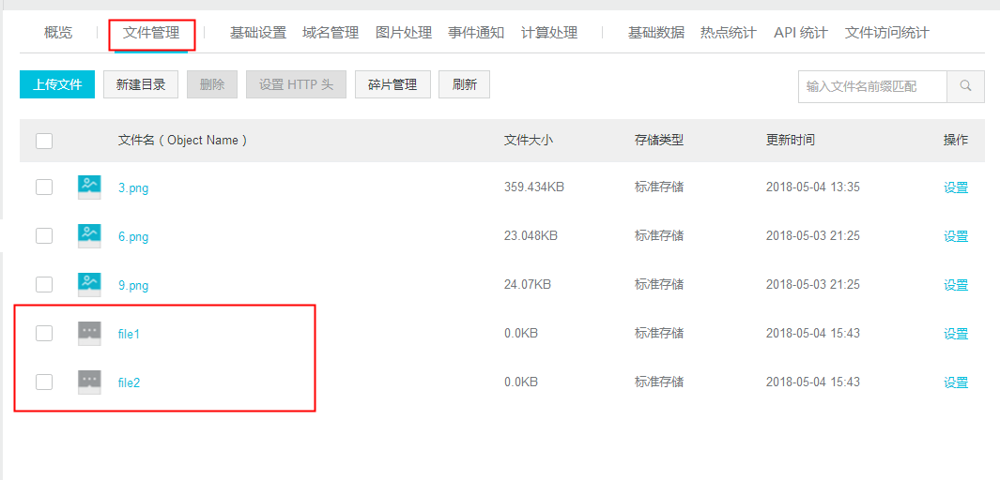 概览 文件管理 基础设置 域名管理 图片处理 事件通知 计算处理 基础数据 热点统计 API 统计 文件访问统计
上传文件 新建目录 删除 设置 HTTP 头 碎片管理 刷新 输入文件名前缀匹配
文件名 ( Object Name ) 文件大小 存储类型 更新时间 操作
3.png 359.434KB 标准存储 2018-05-04 13:35 设置
6.png 23.048KB 标准存储 2018-05-03 21:25 设置
9.png 24.07KB 标准存储 2018-05-03 21:25 设置
file1 0.0KB 标准存储 2018-05-04 15:43 设置
file2 0.0KB 标准存储 2018-05-04 15:43 设置